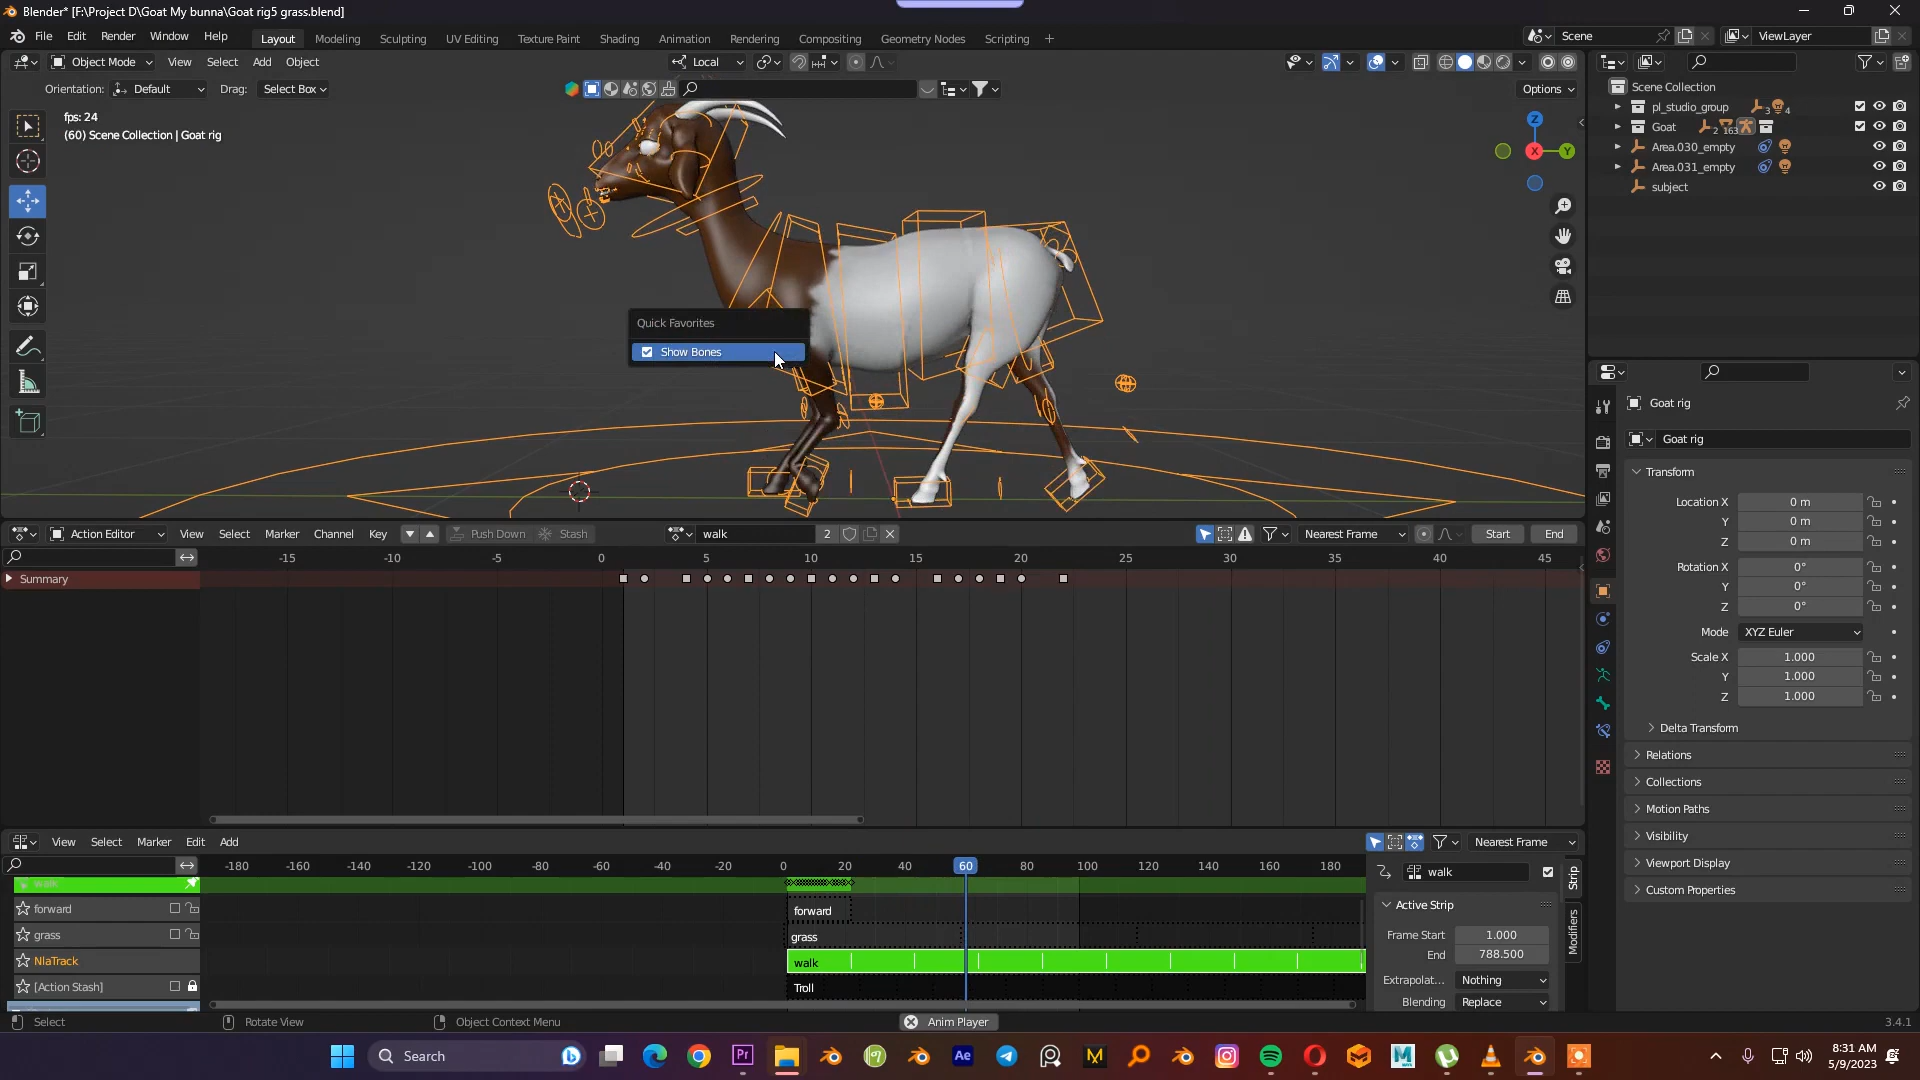 Blender* [F:\Project D\Goat My bunna\Goat rig5 grass.blend]
File Edit Render Window Help Layout Modeling Sculpting UV Editing Texture Paint Shading Animation Rendering Compositing Geometry Nodes Scripting + Scene ViewLayer
Object Mode View Select Add Object Local
Orientation: Default Drag: Select Box Options
fps: 24
(60) Scene Collection | Goat rig
Z
X
Y
Quick Favorites
Show Bones
Scene Collection
pl_studio_group 3 4
Goat 2 163
Area.030_empty
Area.031_empty
subject
Goat rig
Goat rig
Transform
Location X 0 m
Y 0 m
Z 0 m
Rotation X 0°
Y 0°
Z 0°
Mode XYZ Euler
Scale X 1.000
Y 1.000
Z 1.000
Delta Transform
Relations
Collections
Motion Paths
Visibility
Viewport Display
Custom Properties
Action Editor View Select Marker Channel Key Push Down Stash walk 2 Nearest Frame Start End
-15 -10 -5 0 5 10 15 20 25 30 35 40 45
Summary
View Select Marker Edit Add Nearest Frame
-180 -160 -140 -120 -100 -80 -60 -40 -20 0 20 40 60 80 100 120 140 160 180
walk
forward
grass
NlaTrack
[Action Stash]
forward
grass
walk
Troll
walk
Active Strip
Frame Start 1.000
End 788.500
Extrapolat... Nothing
Blending Replace
Strip
Modifiers
Select Rotate View Object Context Menu Anim Player 3.4.1
Search Pr Ae M M
8:31 AM
5/9/2023